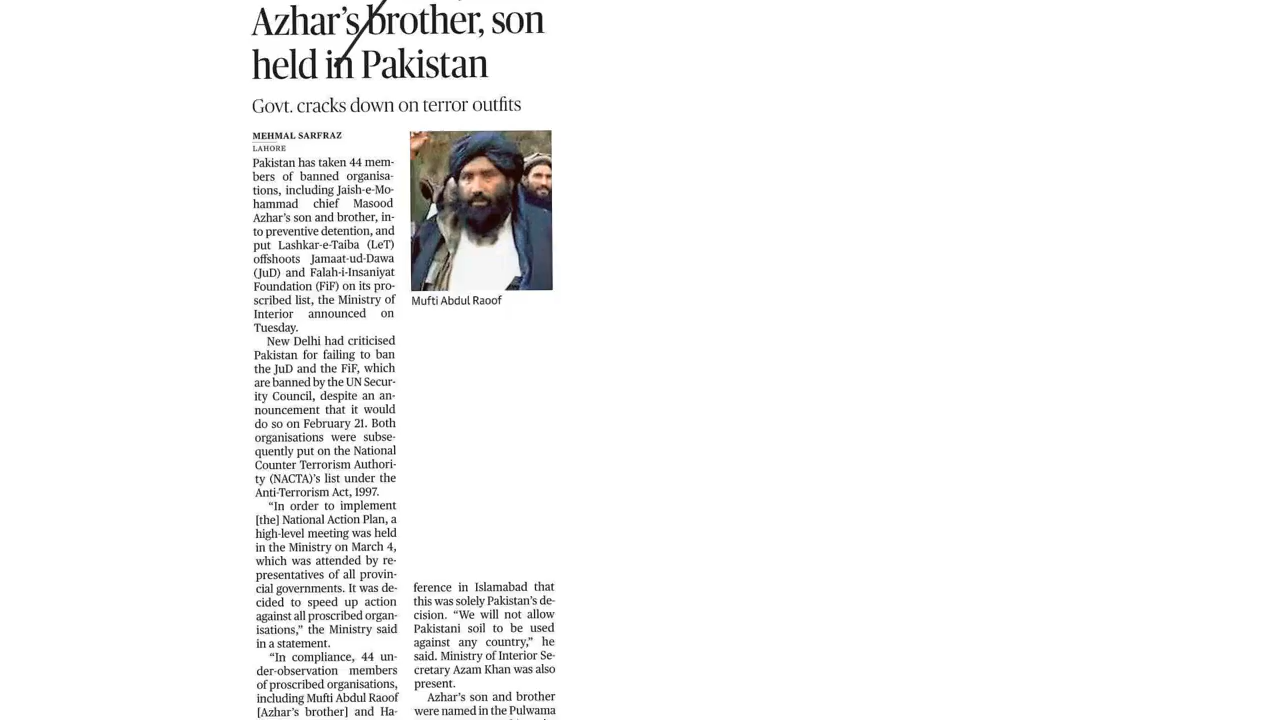 Azhar's brother, son
held in Pakistan
Govt. cracks down on terror outfits
MEHMAL SARFRAZ
LAHORE
Pakistan has taken 44 mem-
bers of banned organisa-
tions, including Jaish-e-Mo-
hammad chief Masood
Azhar's son and brother, in-
to preventive detention, and
put Lashkar-e-Taiba (LeT)
offshoots Jamaat-ud-Dawa
(JuD) and Falah-i-Insaniyat
Foundation (FiF) on its pro-
scribed list, the Ministry of
Interior announced on
Tuesday.
New Delhi had criticised
Pakistan for failing to ban
the JuD and the FiF, which
are banned by the UN Secur-
ity Council, despite an an-
nouncement that it would
do so on February 21. Both
organisations were subse-
quently put on the National
Counter Terrorism Authori-
ty (NACTA)'s list under the
Anti-Terrorism Act, 1997.
“In order to implement
[the] National Action Plan, a
high-level meeting was held
in the Ministry on March 4,
which was attended by re-
presentatives of all provin-
cial governments. It was de-
cided to speed up action
against all proscribed organ-
isations,” the Ministry said
in a statement.
“In compliance, 44 un-
der-observation members
of proscribed organisations,
including Mufti Abdul Raoof
[Azhar's brother] and Ha-
Mufti Abdul Raoof
ference in Islamabad that
this was solely Pakistan's de-
cision. “We will not allow
Pakistani soil to be used
against any country,” he
said. Ministry of Interior Se-
cretary Azam Khan was also
present.
Azhar's son and brother
were named in the Pulwama